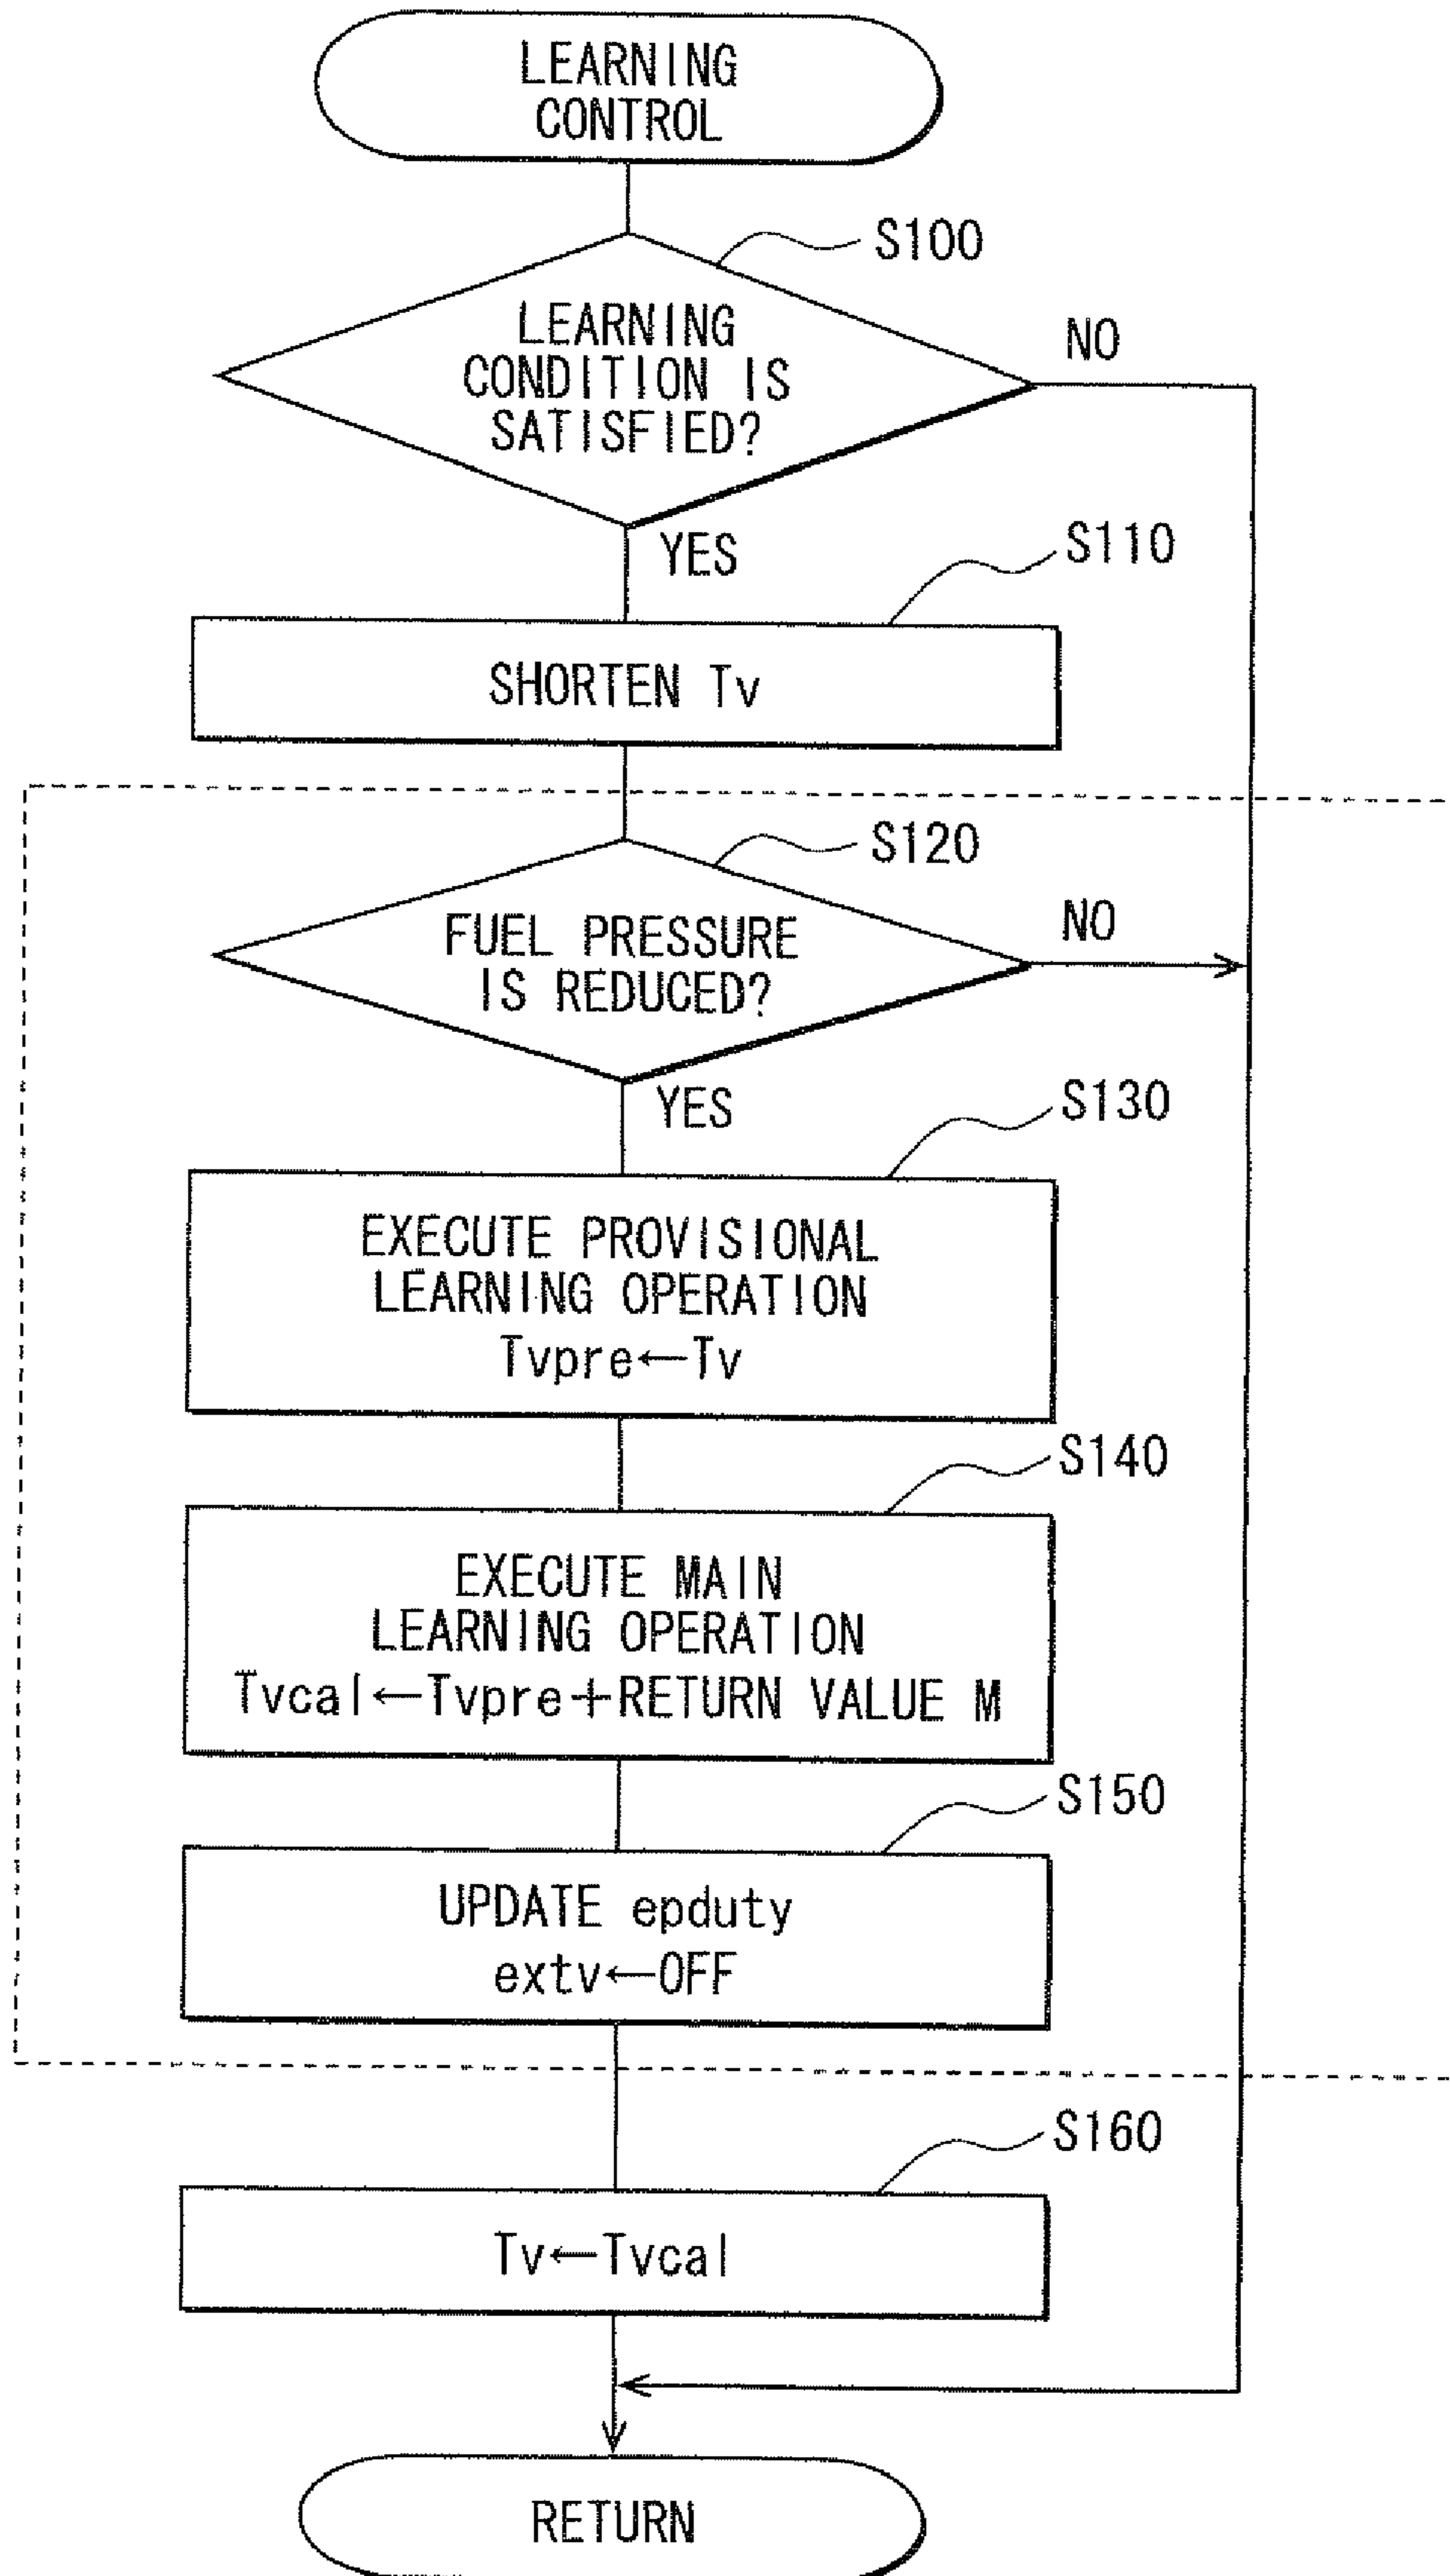 LEARNING
CONTROL
S100
LEARNING
CONDITION IS
SATISFIED?
NO
YES
S110
SHORTEN Tv
S120
FUEL PRESSURE
IS REDUCED?
NO
YES
S130
EXECUTE PROVISIONAL
LEARNING OPERATION
Tvpre←Tv
S140
EXECUTE MAIN
LEARNING OPERATION
Tvcal←Tvpre+RETURN VALUE M
S150
UPDATE epduty
extv←OFF
S160
Tv←Tvcal
RETURN